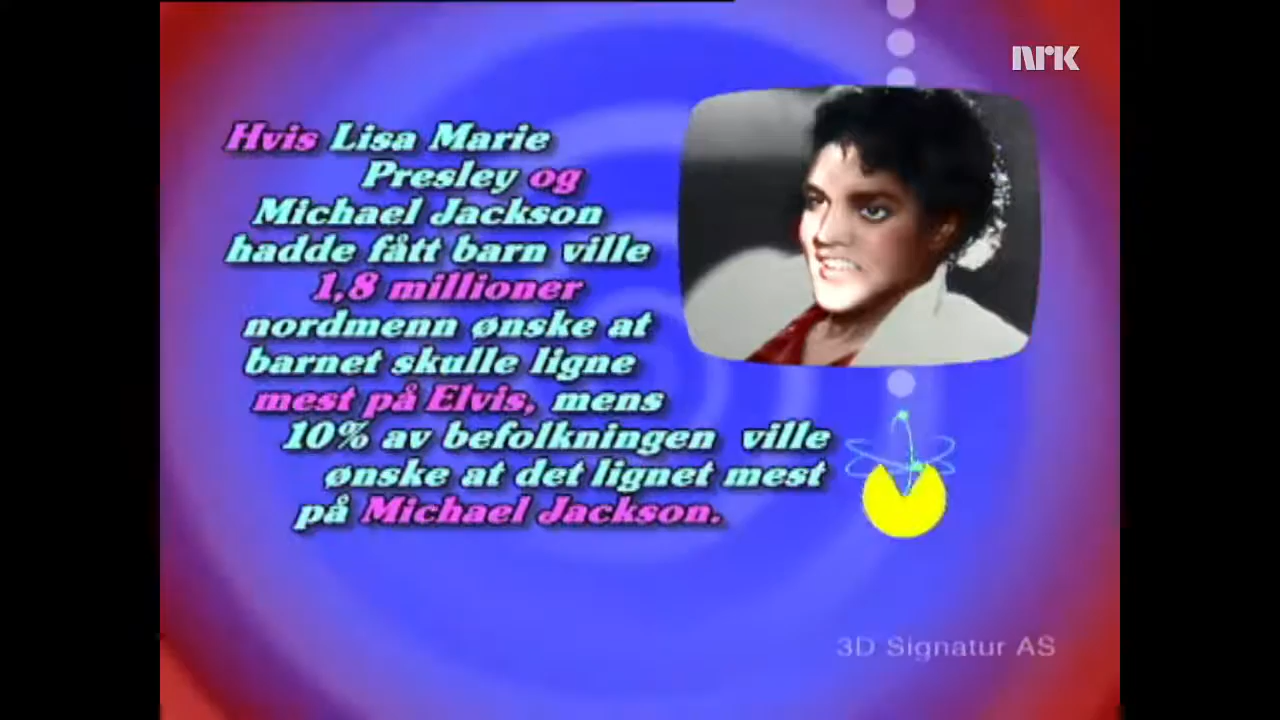 NRK
Hvis Lisa Marie
Presley og
Michael Jackson
hadde fått barn ville
1,8 millioner
nordmenn ønske at
barnet skulle ligne
mest på Elvis, mens
10% av befolkningen ville
ønske at det lignet mest
på Michael Jackson.
3D Signatur AS